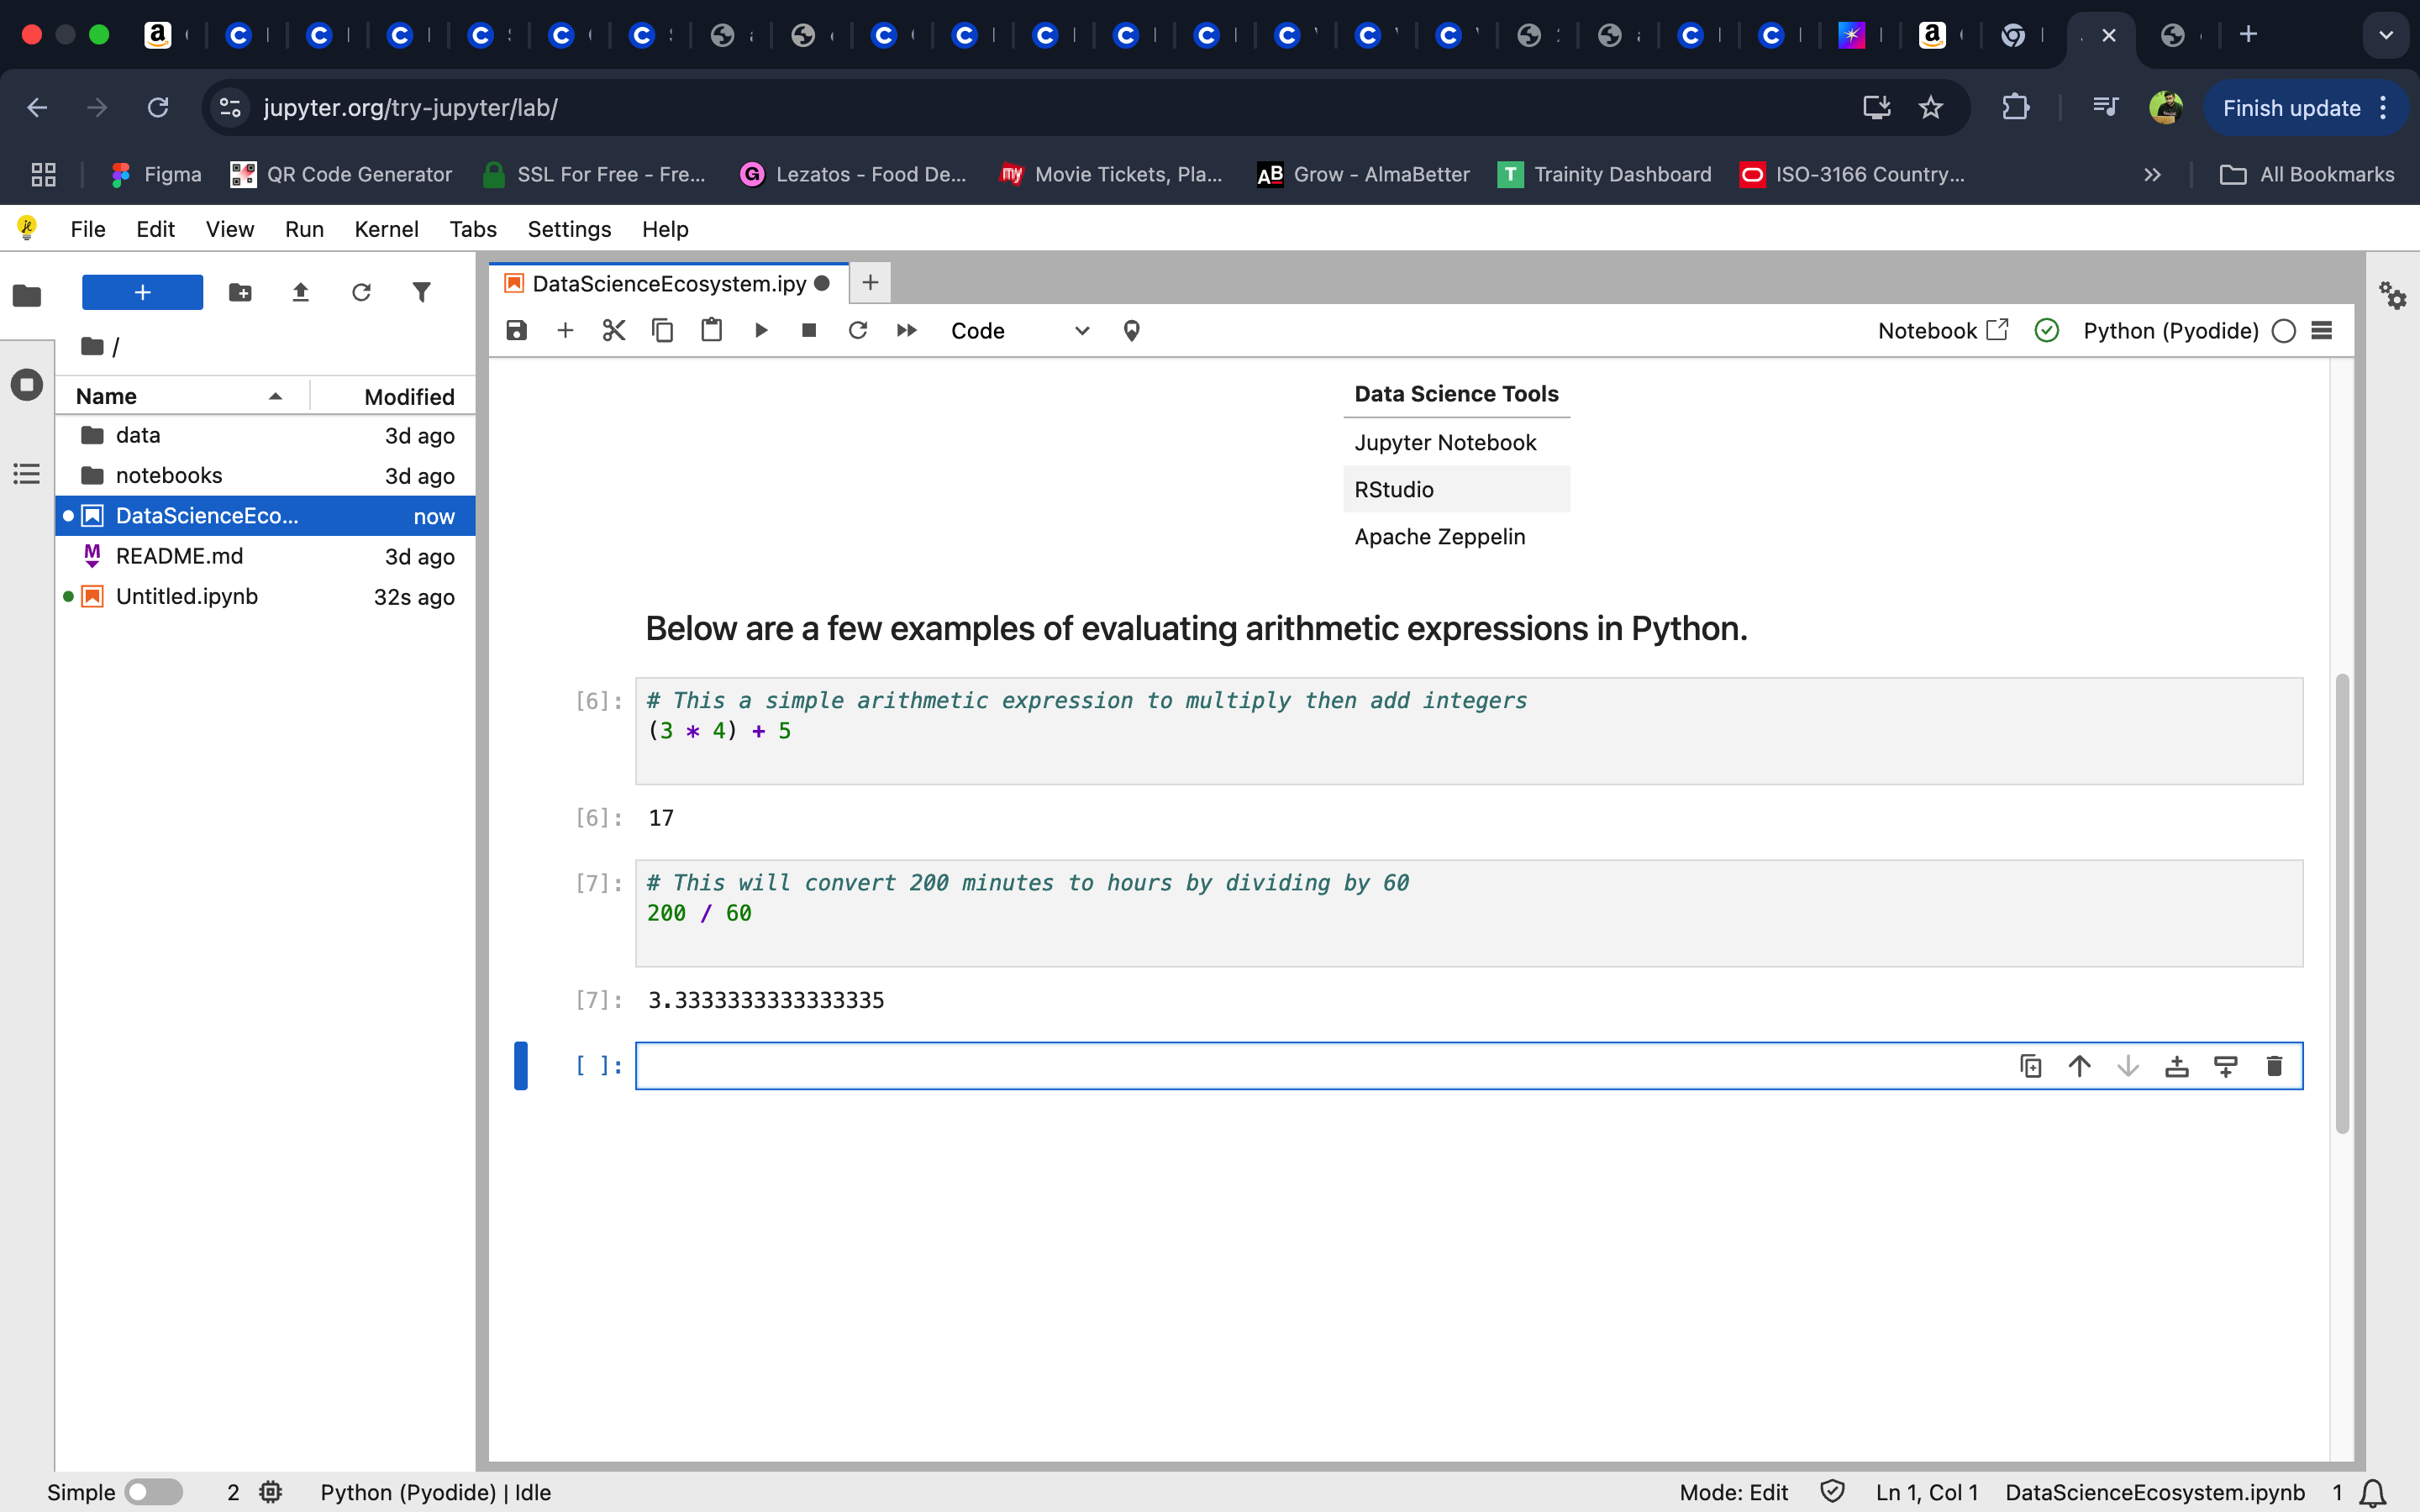 jupyter.org/try-jupyter/lab/
Finish update
Figma
QR Code Generator
SSL For Free - Fre...
Lezatos - Food De...
Movie Tickets, Pla...
Grow - AlmaBetter
Trainity Dashboard
ISO-3166 Country...
All Bookmarks
File Edit View Run Kernel Tabs Settings Help
DataScienceEcosystem.ipy
/
Code
Notebook
Python (Pyodide)
Name Modified
data 3d ago
notebooks 3d ago
DataScienceEco... now
README.md 3d ago
Untitled.ipynb 32s ago
Data Science Tools
Jupyter Notebook
RStudio
Apache Zeppelin
Below are a few examples of evaluating arithmetic expressions in Python.
[6]: # This a simple arithmetic expression to multiply then add integers
(3 * 4) + 5
[6]: 17
[7]: # This will convert 200 minutes to hours by dividing by 60
200 / 60
[7]: 3.3333333333333335
[ ]:
Simple 2 Python (Pyodide) | Idle
Mode: Edit Ln 1, Col 1 DataScienceEcosystem.ipynb 1